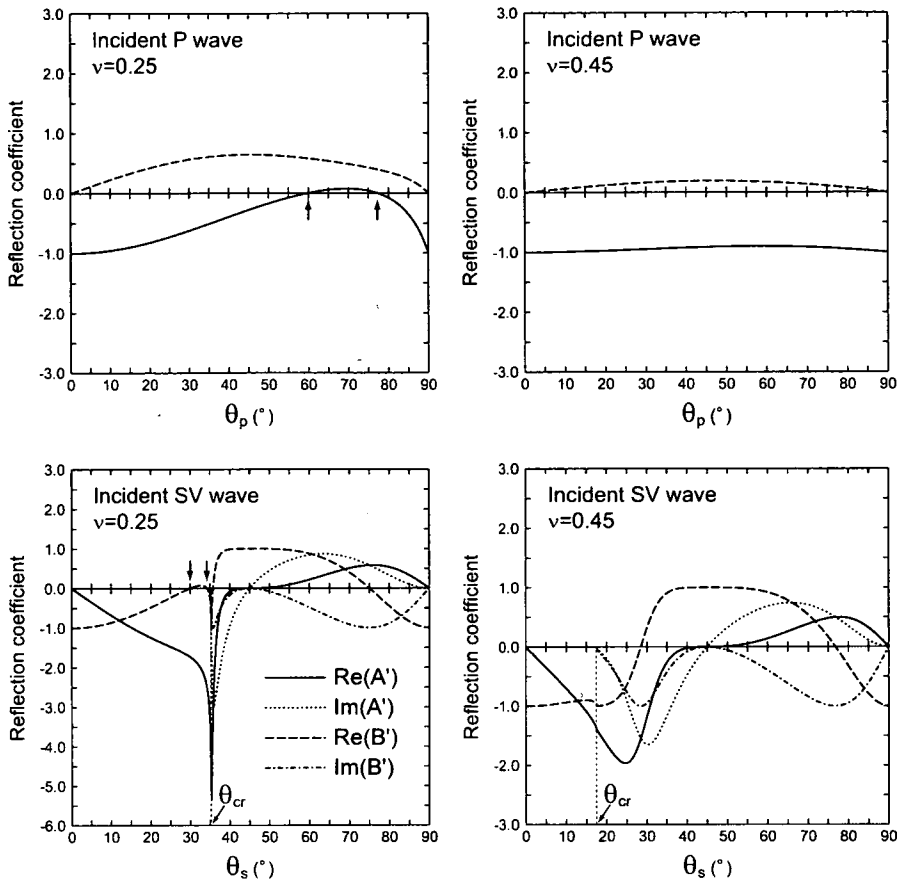 Incident P wave
ν=0.25
Reflection coefficient
3.0
2.0
1.0
0.0
-1.0
-2.0
-3.0
0 10 20 30 40 50 60 70 80 90
θp (°)
Incident P wave
ν=0.45
Reflection coefficient
3.0
2.0
1.0
0.0
-1.0
-2.0
-3.0
0 10 20 30 40 50 60 70 80 90
θp (°)
Incident SV wave
ν=0.25
Reflection coefficient
3.0
2.0
1.0
0.0
-1.0
-2.0
-3.0
-4.0
-5.0
-6.0
Re(A')
Im(A')
Re(B')
Im(B')
θcr
0 10 20 30 40 50 60 70 80 90
θs (°)
Incident SV wave
ν=0.45
Reflection coefficient
3.0
2.0
1.0
0.0
-1.0
-2.0
-3.0
θcr
0 10 20 30 40 50 60 70 80 90
θs (°)